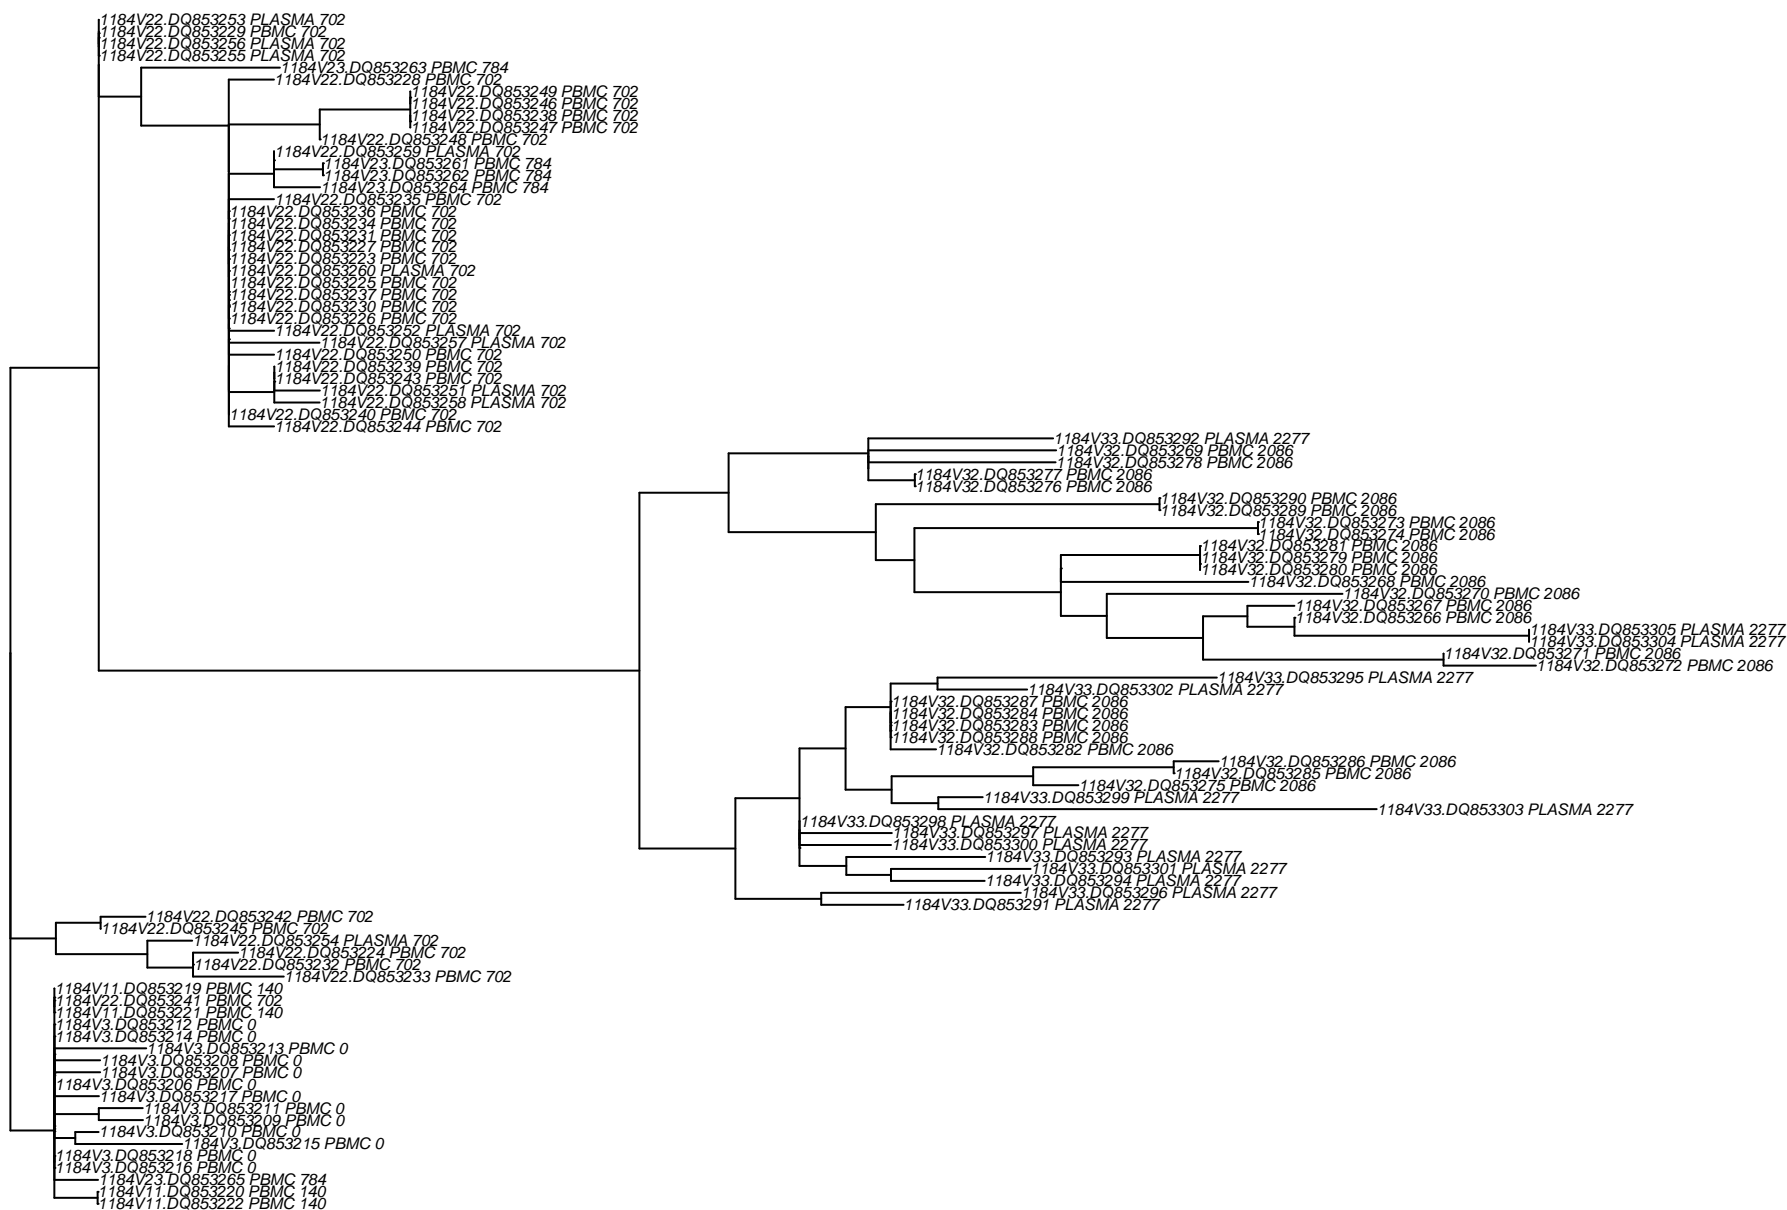 1184V22.DQ853253 PLASMA 702
1184V22.DQ853229 PBMC 702
1184V22.DQ853256 PLASMA 702
1184V22.DQ853255 PLASMA 702
1184V23.DQ853263 PBMC 784
1184V22.DQ853228 PBMC 702
1184V22.DQ853249 PBMC 702
1184V22.DQ853246 PBMC 702
1184V22.DQ853238 PBMC 702
1184V22.DQ853247 PBMC 702
1184V22.DQ853248 PBMC 702
1184V22.DQ853259 PLASMA 702
1184V23.DQ853261 PBMC 784
1184V23.DQ853262 PBMC 784
1184V23.DQ853264 PBMC 784
1184V22.DQ853235 PBMC 702
1184V22.DQ853236 PBMC 702
1184V22.DQ853234 PBMC 702
1184V22.DQ853231 PBMC 702
1184V22.DQ853227 PBMC 702
1184V22.DQ853223 PBMC 702
1184V22.DQ853260 PLASMA 702
1184V22.DQ853225 PBMC 702
1184V22.DQ853237 PBMC 702
1184V22.DQ853230 PBMC 702
1184V22.DQ853226 PBMC 702
1184V22.DQ853252 PLASMA 702
1184V22.DQ853257 PLASMA 702
1184V22.DQ853250 PBMC 702
1184V22.DQ853239 PBMC 702
1184V22.DQ853243 PBMC 702
1184V22.DQ853251 PLASMA 702
1184V22.DQ853258 PLASMA 702
1184V22.DQ853240 PBMC 702
1184V22.DQ853244 PBMC 702
1184V33.DQ853292 PLASMA 2277
1184V32.DQ853269 PBMC 2086
1184V32.DQ853278 PBMC 2086
1184V32.DQ853277 PBMC 2086
1184V32.DQ853276 PBMC 2086
1184V32.DQ853290 PBMC 2086
1184V32.DQ853289 PBMC 2086
1184V32.DQ853273 PBMC 2086
1184V32.DQ853274 PBMC 2086
1184V32.DQ853281 PBMC 2086
1184V32.DQ853279 PBMC 2086
1184V32.DQ853280 PBMC 2086
1184V32.DQ853268 PBMC 2086
1184V32.DQ853270 PBMC 2086
1184V32.DQ853267 PBMC 2086
1184V32.DQ853266 PBMC 2086
1184V33.DQ853305 PLASMA 2277
1184V33.DQ853304 PLASMA 2277
1184V32.DQ853271 PBMC 2086
1184V32.DQ853272 PBMC 2086
1184V33.DQ853295 PLASMA 2277
1184V33.DQ853302 PLASMA 2277
1184V32.DQ853287 PBMC 2086
1184V32.DQ853284 PBMC 2086
1184V32.DQ853283 PBMC 2086
1184V32.DQ853288 PBMC 2086
1184V32.DQ853282 PBMC 2086
1184V32.DQ853286 PBMC 2086
1184V32.DQ853285 PBMC 2086
1184V32.DQ853275 PBMC 2086
1184V33.DQ853299 PLASMA 2277
1184V33.DQ853303 PLASMA 2277
1184V33.DQ853298 PLASMA 2277
1184V33.DQ853297 PLASMA 2277
1184V33.DQ853300 PLASMA 2277
1184V33.DQ853293 PLASMA 2277
1184V33.DQ853301 PLASMA 2277
1184V33.DQ853294 PLASMA 2277
1184V33.DQ853296 PLASMA 2277
1184V33.DQ853291 PLASMA 2277
1184V22.DQ853242 PBMC 702
1184V22.DQ853245 PBMC 702
1184V22.DQ853254 PLASMA 702
1184V22.DQ853224 PBMC 702
1184V22.DQ853232 PBMC 702
1184V22.DQ853233 PBMC 702
1184V11.DQ853219 PBMC 140
1184V22.DQ853241 PBMC 702
1184V11.DQ853221 PBMC 140
1184V3.DQ853212 PBMC 0
1184V3.DQ853214 PBMC 0
1184V3.DQ853213 PBMC 0
1184V3.DQ853208 PBMC 0
1184V3.DQ853207 PBMC 0
1184V3.DQ853206 PBMC 0
1184V3.DQ853217 PBMC 0
1184V3.DQ853211 PBMC 0
1184V3.DQ853209 PBMC 0
1184V3.DQ853210 PBMC 0
1184V3.DQ853215 PBMC 0
1184V3.DQ853218 PBMC 0
1184V3.DQ853216 PBMC 0
1184V23.DQ853265 PBMC 784
1184V11.DQ853220 PBMC 140
1184V11.DQ853222 PBMC 140